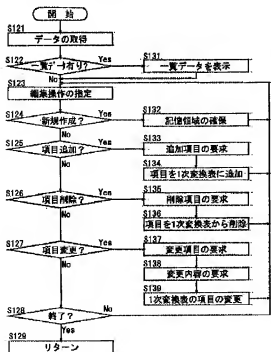 開 始
S121
データの取得
S122
一覧データ有り?
Yes
S131
一覧データを表示
No
S123
編集操作の指定
S124
新規作成?
Yes
S132
記憶領域の確保
No
S125
項目追加?
Yes
S133
追加項目の要求
S134
項目を1次変換表に追加
No
S126
項目削除?
Yes
S135
削除項目の要求
S136
項目を1次変換表から削除
No
S127
項目変更?
Yes
S137
変更項目の要求
S138
変更内容の要求
S139
1次変換表の項目の変更
No
S128
終了?
No
Yes
S129
リターン